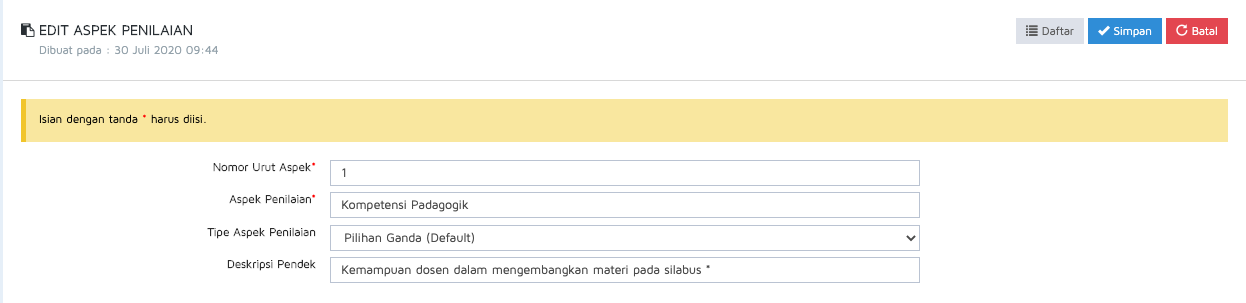 EDIT ASPEK PENILAIAN
Daftar
Simpan
Batal
Dibuat pada : 30 Juli 2020 09:44
Isian dengan tanda * harus diisi.
Nomor Urut Aspek* 1
Aspek Penilaian* Kompetensi Padagogik
Tipe Aspek Penilaian Pilihan Ganda (Default)
Deskripsi Pendek Kemampuan dosen dalam mengembangkan materi pada silabus *